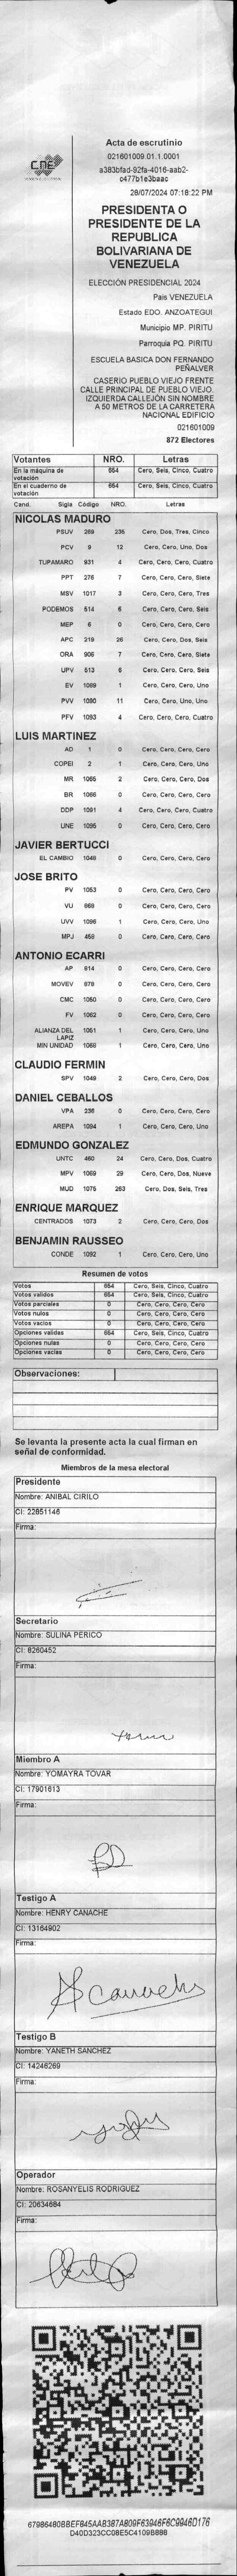 CNE
Acta de escrutinio
021601009.01.1.0001
a383bfad-92fa-4016-aab2-
c477b1e3baac
28/07/2024 07:18:22 PM
PRESIDENTA O
PRESIDENTE DE LA
REPUBLICA
BOLIVARIANA DE
VENEZUELA
ELECCIÓN PRESIDENCIAL 2024
Pais VENEZUELA
Estado EDO. ANZOATEGUI
Municipio MP. PIRITU
Parroquia PQ. PIRITU
ESCUELA BASICA DON FERNANDO
PEÑALVER
CASERIO PUEBLO VIEJO FRENTE
CALLE PRINCIPAL DE PUEBLO VIEJO.
IZQUIERDA CALLEJÓN SIN NOMBRE
A 50 METROS DE LA CARRETERA
NACIONAL EDIFICIO
021601009
872 Electores
Votantes NRO. Letras
En la máquina de votación 654 Cero, Seis, Cinco, Cuatro
En el cuaderno de votación 654 Cero, Seis, Cinco, Cuatro
Cand. Sigla Código NRO. Letras
NICOLAS MADURO
PSUV 269 235 Cero, Dos, Tres, Cinco
PCV 9 12 Cero, Cero, Uno, Dos
TUPAMARO 931 4 Cero, Cero, Cero, Cuatro
PPT 276 7 Cero, Cero, Cero, Siete
MSV 1017 3 Cero, Cero, Cero, Tres
PODEMOS 514 6 Cero, Cero, Cero, Seis
MEP 6 0 Cero, Cero, Cero, Cero
APC 219 26 Cero, Cero, Dos, Seis
ORA 906 7 Cero, Cero, Cero, Siete
UPV 513 6 Cero, Cero, Cero, Seis
EV 1089 1 Cero, Cero, Cero, Uno
PVV 1090 11 Cero, Cero, Uno, Uno
PFV 1093 4 Cero, Cero, Cero, Cuatro
LUIS MARTINEZ
AD 1 0 Cero, Cero, Cero, Cero
COPEI 2 1 Cero, Cero, Cero, Uno
MR 1065 2 Cero, Cero, Cero, Dos
BR 1066 0 Cero, Cero, Cero, Cero
DDP 1091 4 Cero, Cero, Cero, Cuatro
UNE 1095 0 Cero, Cero, Cero, Cero
JAVIER BERTUCCI
EL CAMBIO 1048 0 Cero, Cero, Cero, Cero
JOSE BRITO
PV 1053 0 Cero, Cero, Cero, Cero
VU 868 0 Cero, Cero, Cero, Cero
UVV 1096 1 Cero, Cero, Cero, Uno
MPJ 458 0 Cero, Cero, Cero, Cero
ANTONIO ECARRI
AP 814 0 Cero, Cero, Cero, Cero
MOVEV 878 0 Cero, Cero, Cero, Cero
CMC 1050 0 Cero, Cero, Cero, Cero
FV 1062 0 Cero, Cero, Cero, Cero
ALIANZA DEL LAPIZ 1051 1 Cero, Cero, Cero, Uno
MIN UNIDAD 1068 1 Cero, Cero, Cero, Uno
CLAUDIO FERMIN
SPV 1049 2 Cero, Cero, Cero, Dos
DANIEL CEBALLOS
VPA 236 0 Cero, Cero, Cero, Cero
AREPA 1094 1 Cero, Cero, Cero, Uno
EDMUNDO GONZALEZ
UNTC 460 24 Cero, Cero, Dos, Cuatro
MPV 1069 29 Cero, Cero, Dos, Nueve
MUD 1075 263 Cero, Dos, Seis, Tres
ENRIQUE MARQUEZ
CENTRADOS 1073 2 Cero, Cero, Cero, Dos
BENJAMIN RAUSSEO
CONDE 1092 1 Cero, Cero, Cero, Uno
Resumen de votos
Votos 654 Cero, Seis, Cinco, Cuatro
Votos validos 654 Cero, Seis, Cinco, Cuatro
Votos parciales 0 Cero, Cero, Cero, Cero
Votos nulos 0 Cero, Cero, Cero, Cero
Votos vacios 0 Cero, Cero, Cero, Cero
Opciones validas 654 Cero, Seis, Cinco, Cuatro
Opciones nulas 0 Cero, Cero, Cero, Cero
Opciones vacias 0 Cero, Cero, Cero, Cero
Observaciones:
Se levanta la presente acta la cual firman en
señal de conformidad.
Miembros de la mesa electoral
Presidente
Nombre: ANIBAL CIRILO
CI: 22851146
Firma:
Secretario
Nombre: SULINA PERICO
CI: 8260452
Firma:
Miembro A
Nombre: YOMAYRA TOVAR
CI: 17901613
Firma:
Testigo A
Nombre: HENRY CANACHE
CI: 13164902
Firma:
Testigo B
Nombre: YANETH SANCHEZ
CI: 14246269
Firma:
Operador
Nombre: ROSANYELIS RODRIGUEZ
CI: 20634684
Firma: